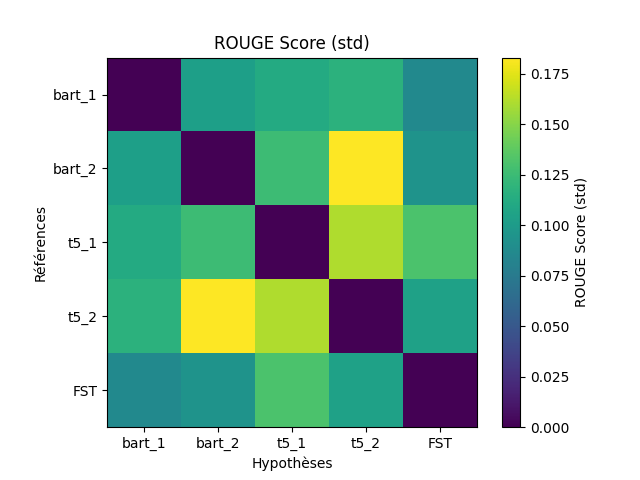 ROUGE Score (std)
bart_1
bart_2
t5_1
t5_2
FST
Références
bart_1 bart_2 t5_1 t5_2 FST
Hypothèses
0.175
0.150
0.125
0.100
0.075
0.050
0.025
0.000
ROUGE Score (std)